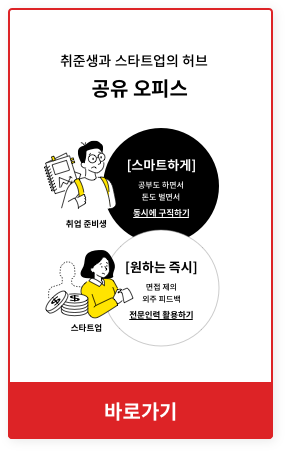 취준생과 스타트업의 허브
공유 오피스
[스마트하게]
공부도 하면서
돈도 벌면서
동시에 구직하기
취업 준비생
[원하는 즉시]
면접 제의
외주 피드백
전문인력 활용하기
스타트업
바로가기